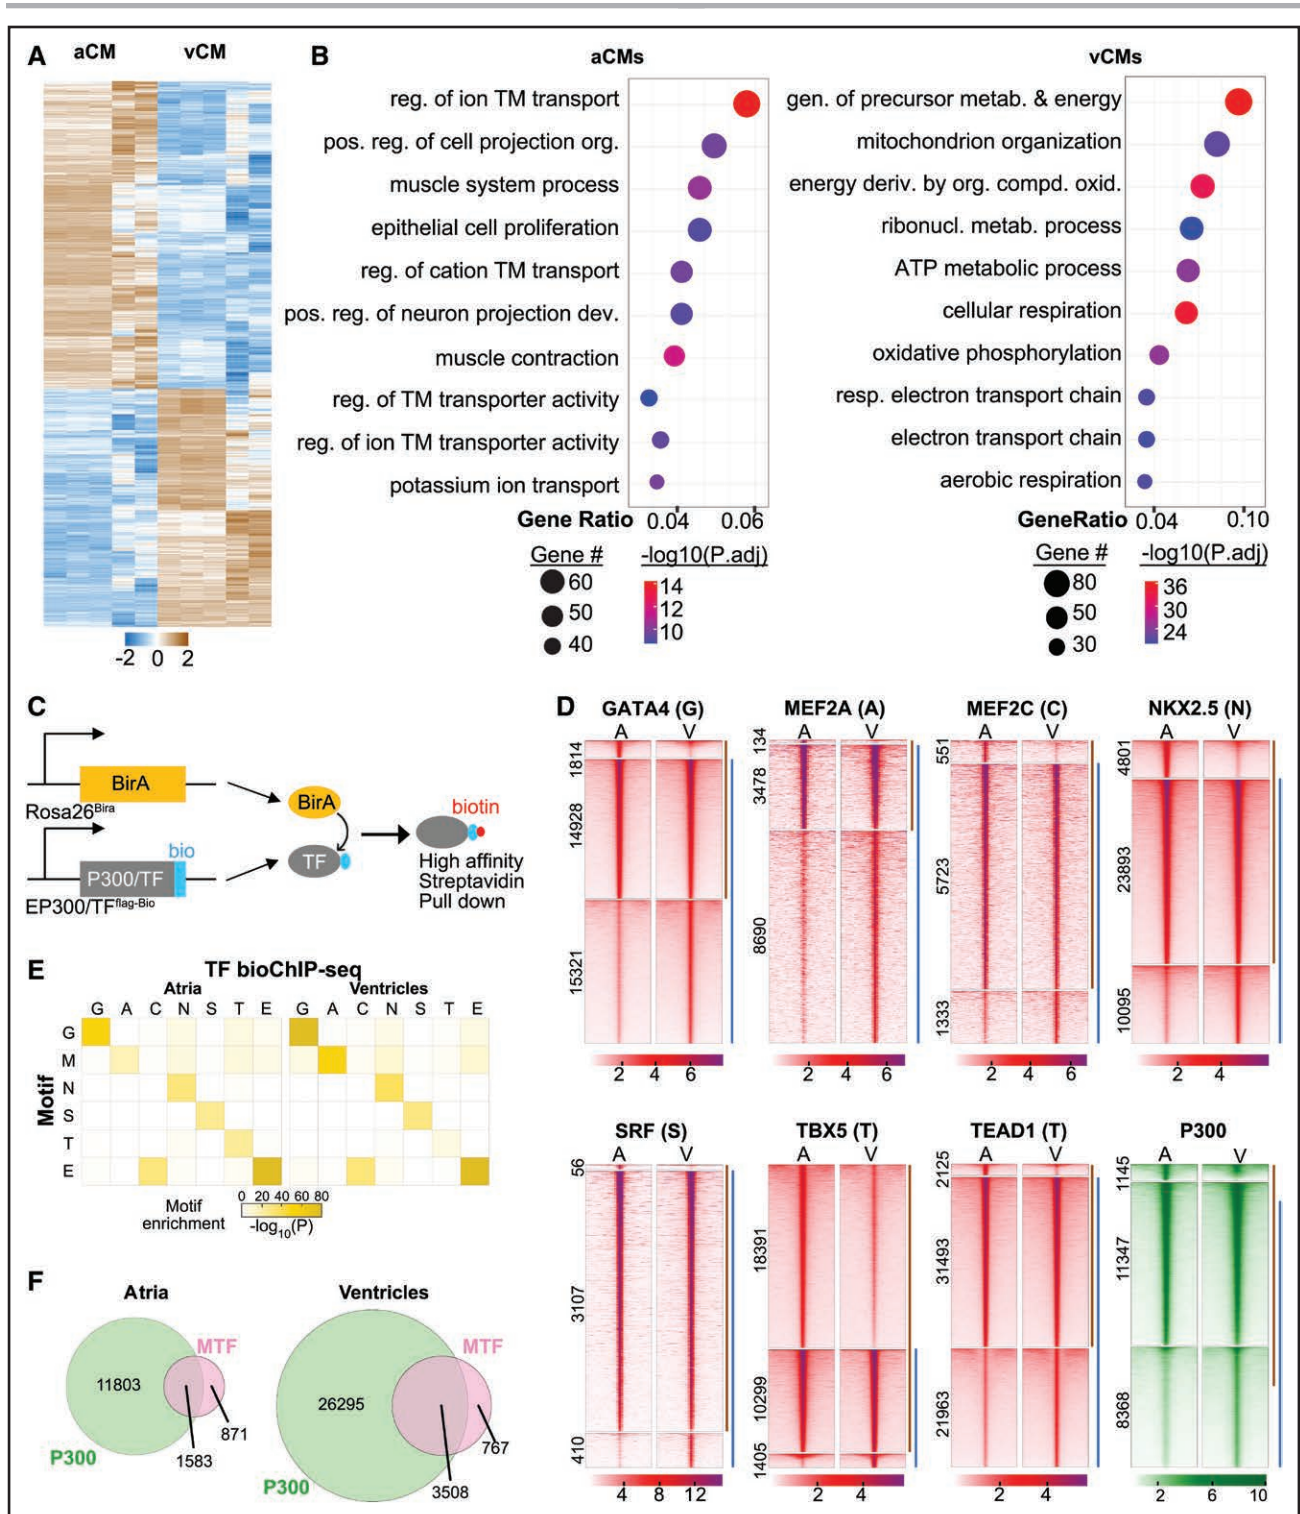 A
aCM
vCM
-2 0 2
B
aCMs
reg. of ion TM transport
pos. reg. of cell projection org.
muscle system process
epithelial cell proliferation
reg. of cation TM transport
pos. reg. of neuron projection dev.
muscle contraction
reg. of TM transporter activity
reg. of ion TM transporter activity
potassium ion transport
Gene Ratio 0.04 0.06
Gene #
60
50
40
-log10(P.adj)
14
12
10
vCMs
gen. of precursor metab. & energy
mitochondrion organization
energy deriv. by org. compd. oxid.
ribonucl. metab. process
ATP metabolic process
cellular respiration
oxidative phosphorylation
resp. electron transport chain
electron transport chain
aerobic respiration
GeneRatio 0.04 0.10
Gene #
80
50
30
-log10(P.adj)
36
30
24
C
BirA
Rosa26Bira
bio
P300/TF
EP300/TFflag-Bio
BirA
TF
biotin
High affinity
Streptavidin
Pull down
D
GATA4 (G)
A V
1814
14928
15321
2 4 6
MEF2A (A)
A V
134
3478
8690
2 4 6
MEF2C (C)
A V
551
5723
1333
2 4 6
NKX2.5 (N)
A V
4801
23893
10095
2 4
SRF (S)
A V
56
3107
410
4 8 12
TBX5 (T)
A V
18391
10299
1405
2 4
TEAD1 (T)
A V
2125
31493
21963
2 4
P300
A V
1145
11347
8368
2 6 10
E
TF bioChIP-seq
Atria Ventricles
G A C N S T E G A C N S T E
Motif
G
M
N
S
T
E
Motif
enrichment
0 20 40 60 80
-log10(P)
F
Atria
MTF
11803
871
1583
P300
Ventricles
MTF
26295
767
3508
P300